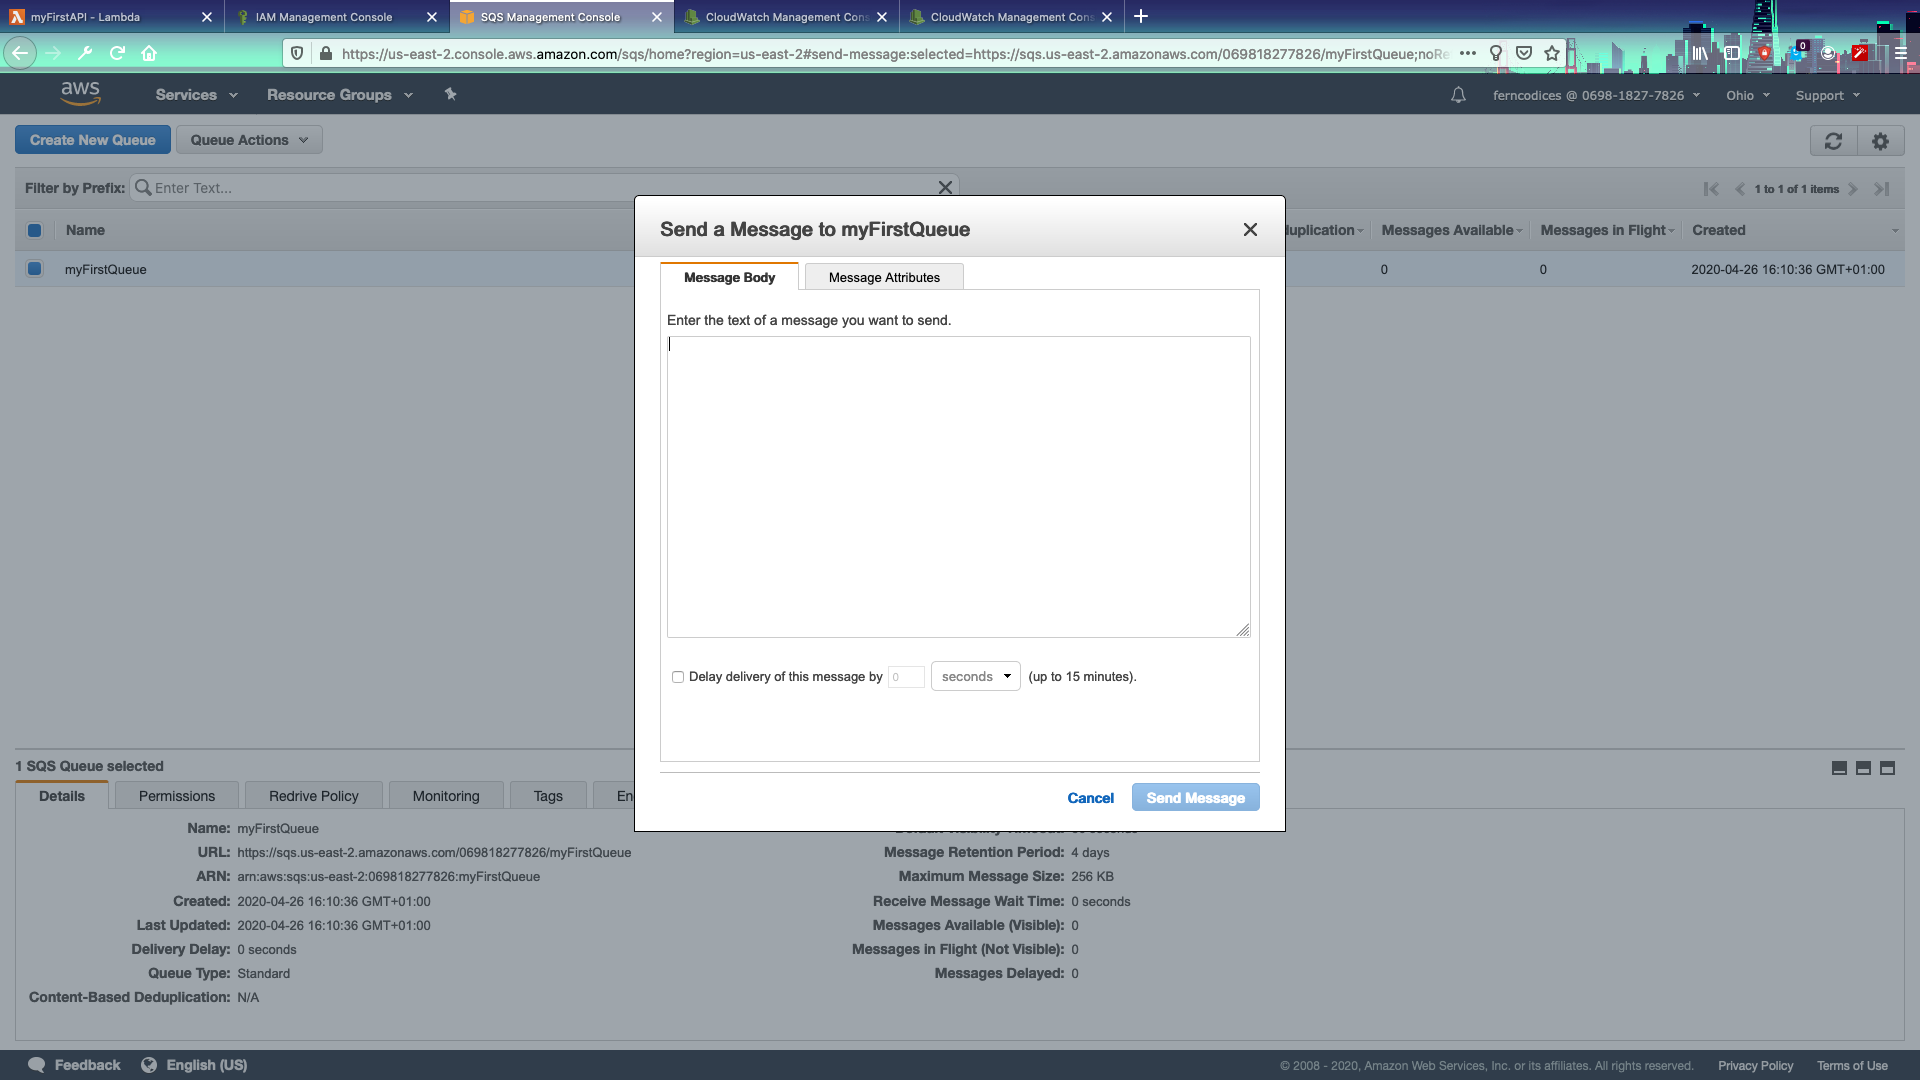 myFirstAPI - Lambda
IAM Management Console
SQS Management Console
CloudWatch Management Cons
CloudWatch Management Cons
https://us-east-2.console.aws.amazon.com/sqs/home?region=us-east-2#send-message:selected=https://sqs.us-east-2.amazonaws.com/069818277826/myFirstQueue;noRe
0
aws
Services
Resource Groups
ferncodices @ 0698-1827-7826
Ohio
Support
Create New Queue
Queue Actions
Filter by Prefix:
Enter Text...
1 to 1 of 1 items
Name
uplication
Messages Available
Messages in Flight
Created
myFirstQueue
0
0
2020-04-26 16:10:36 GMT+01:00
Send a Message to myFirstQueue
Message Body
Message Attributes
Enter the text of a message you want to send.
Delay delivery of this message by 0 seconds (up to 15 minutes).
Cancel
Send Message
1 SQS Queue selected
Details
Permissions
Redrive Policy
Monitoring
Tags
En
Name: myFirstQueue
URL: https://sqs.us-east-2.amazonaws.com/069818277826/myFirstQueue
ARN: arn:aws:sqs:us-east-2:069818277826:myFirstQueue
Created: 2020-04-26 16:10:36 GMT+01:00
Last Updated: 2020-04-26 16:10:36 GMT+01:00
Delivery Delay: 0 seconds
Queue Type: Standard
Content-Based Deduplication: N/A
Message Retention Period: 4 days
Maximum Message Size: 256 KB
Receive Message Wait Time: 0 seconds
Messages Available (Visible): 0
Messages in Flight (Not Visible): 0
Messages Delayed: 0
Feedback
English (US)
© 2008 - 2020, Amazon Web Services, Inc. or its affiliates. All rights reserved.
Privacy Policy
Terms of Use